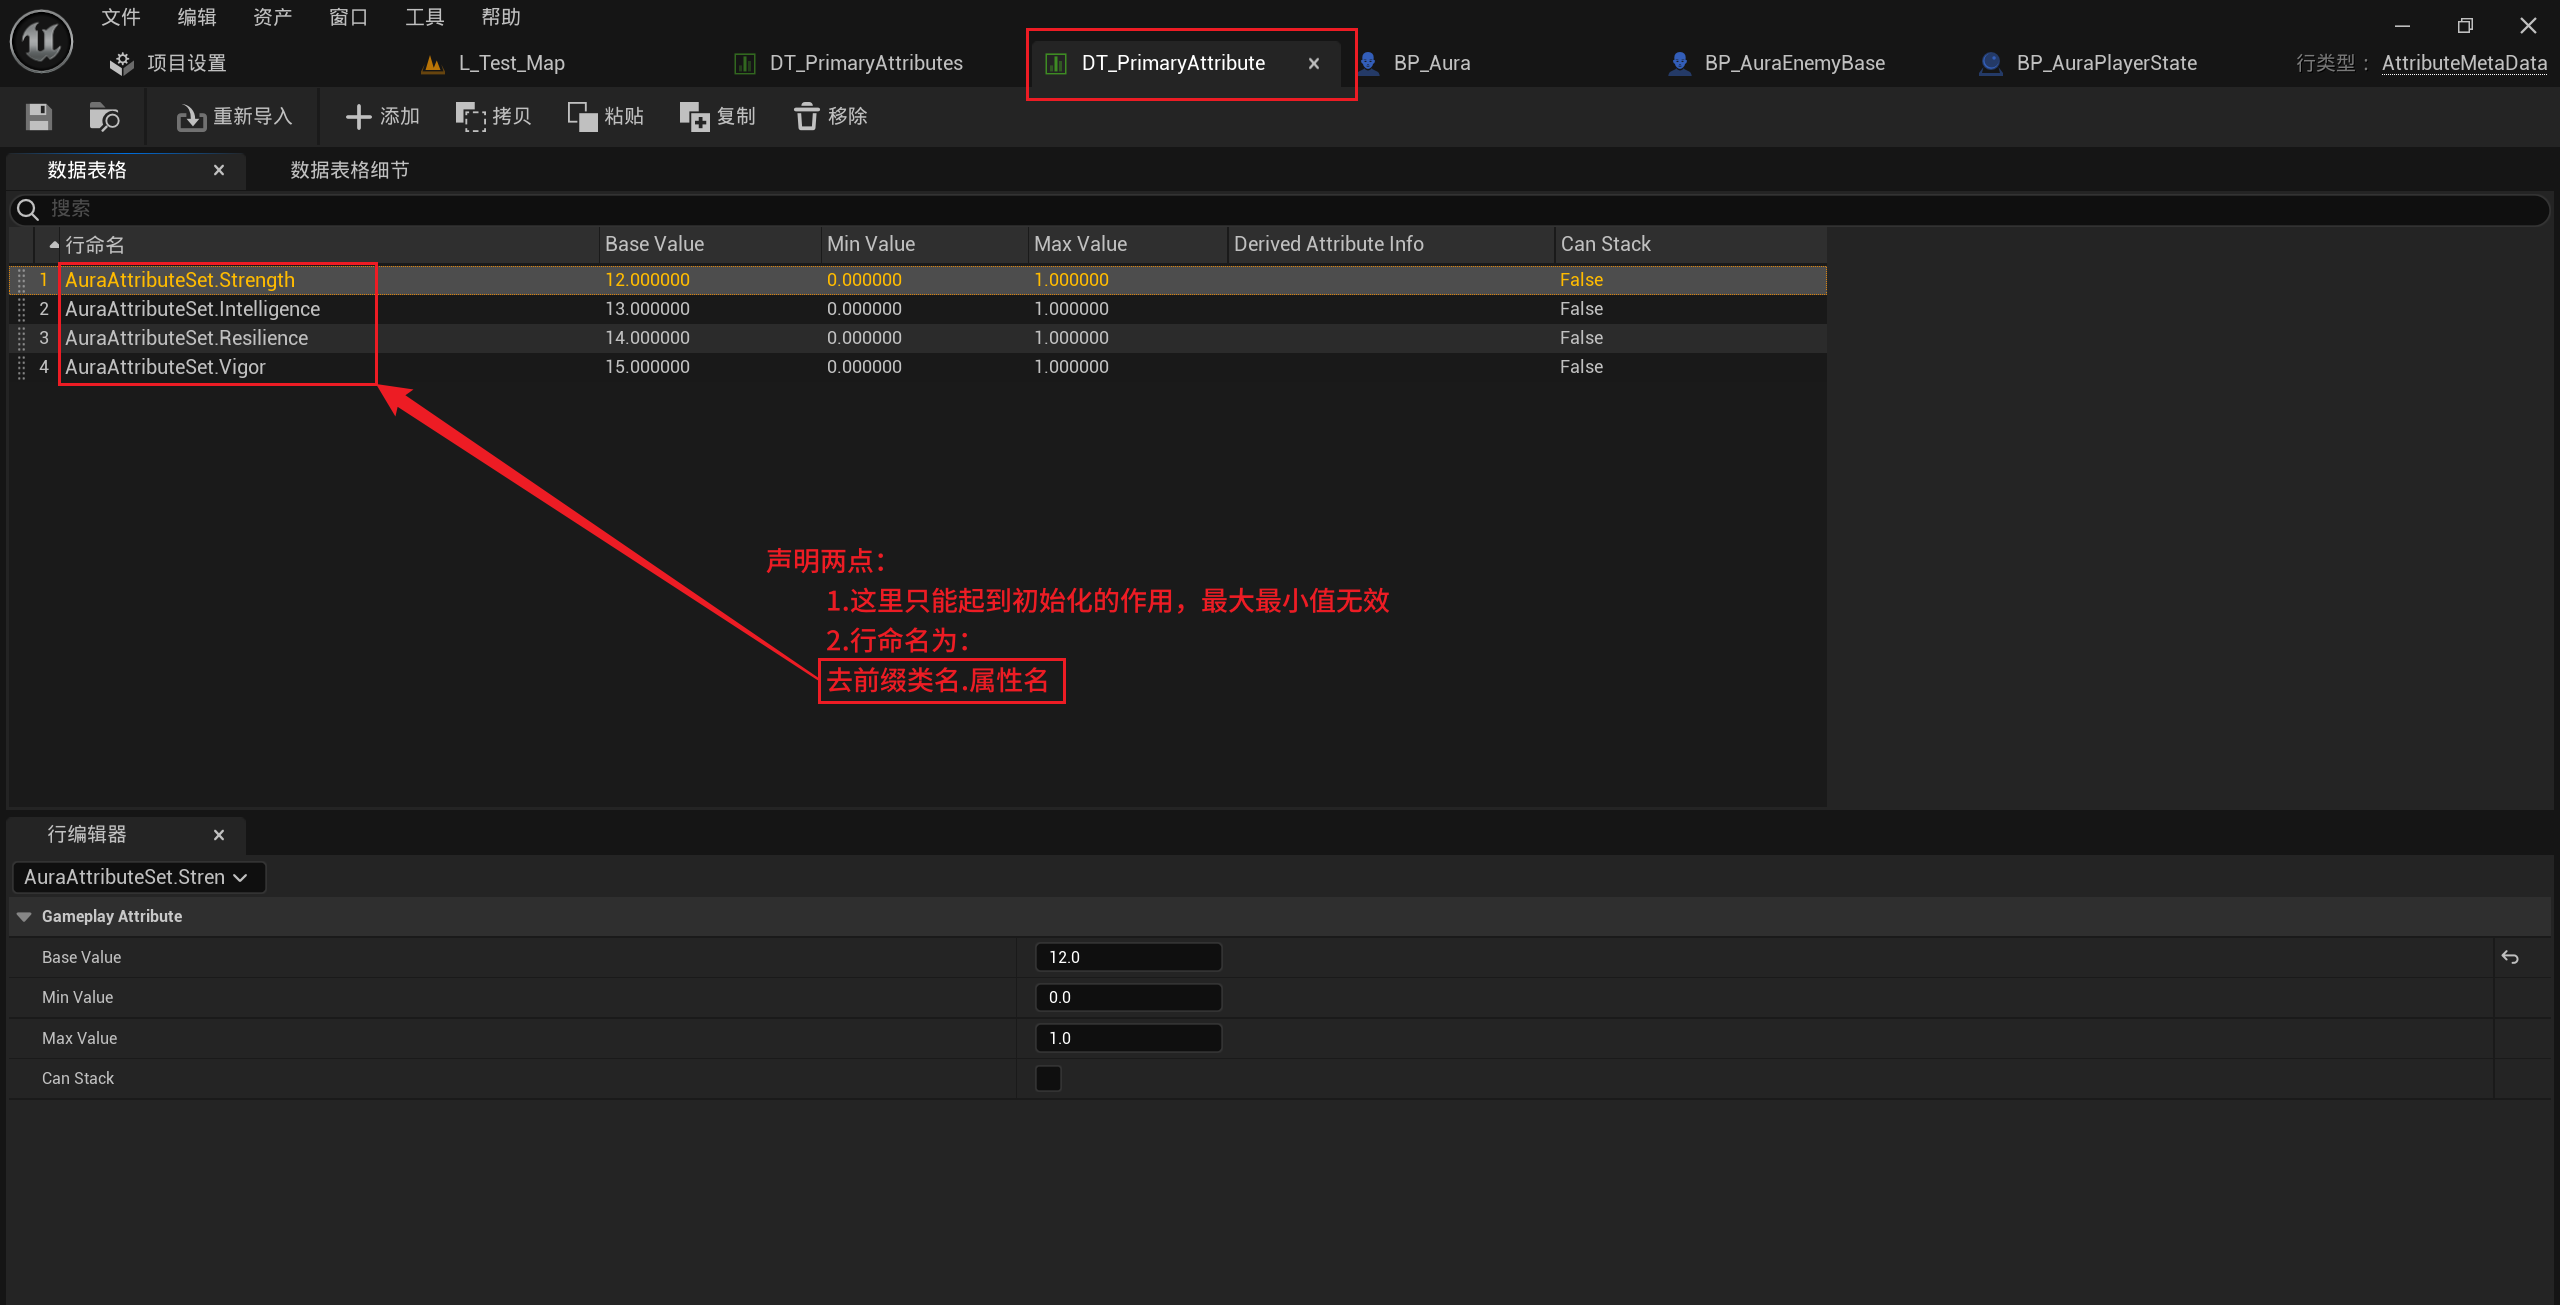 文件 编辑 资产 窗口 工具 帮助
项目设置 L_Test_Map DT_PrimaryAttributes DT_PrimaryAttribute BP_Aura BP_AuraEnemyBase BP_AuraPlayerState 行类型： AttributeMetaData
重新导入 添加 拷贝 粘贴 复制 移除
数据表格 数据表格细节
搜索
行命名 Base Value Min Value Max Value Derived Attribute Info Can Stack
1 AuraAttributeSet.Strength 12.000000 0.000000 1.000000 False
2 AuraAttributeSet.Intelligence 13.000000 0.000000 1.000000 False
3 AuraAttributeSet.Resilience 14.000000 0.000000 1.000000 False
4 AuraAttributeSet.Vigor 15.000000 0.000000 1.000000 False
声明两点：
1.这里只能起到初始化的作用，最大最小值无效
2.行命名为：
去前缀类名.属性名
行编辑器
AuraAttributeSet.Stren
Gameplay Attribute
Base Value 12.0
Min Value 0.0
Max Value 1.0
Can Stack